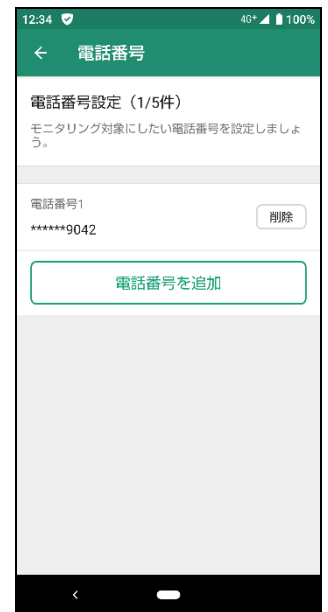 12:34 4G+ 100%
電話番号
電話番号設定（1/5件）
モニタリング対象にしたい電話番号を設定しましょ
う。
電話番号1
******9042
削除
電話番号を追加